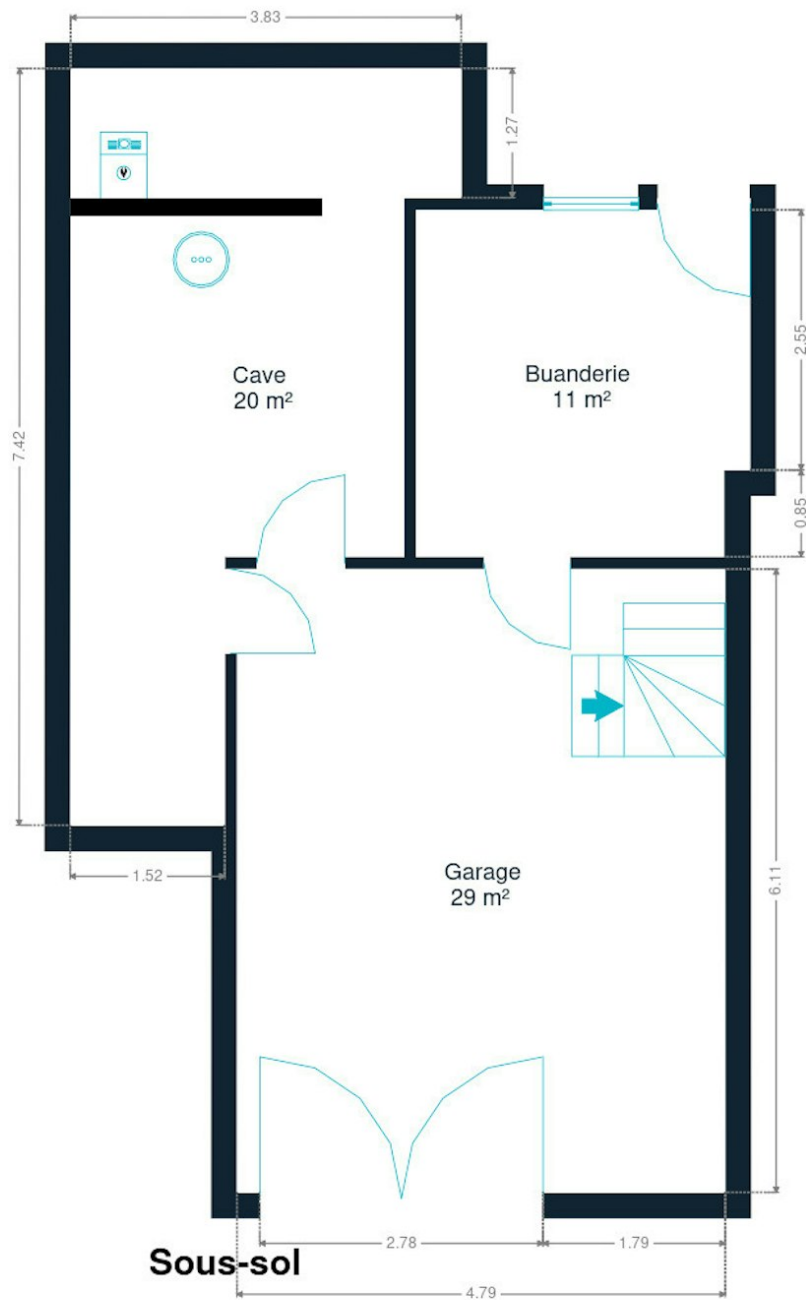 3.83
1.27
7.42
2.55
Cave
20 m²
Buanderie
11 m²
0.85
1.52
Garage
29 m²
6.11
2.78
1.79
Sous-sol
4.79